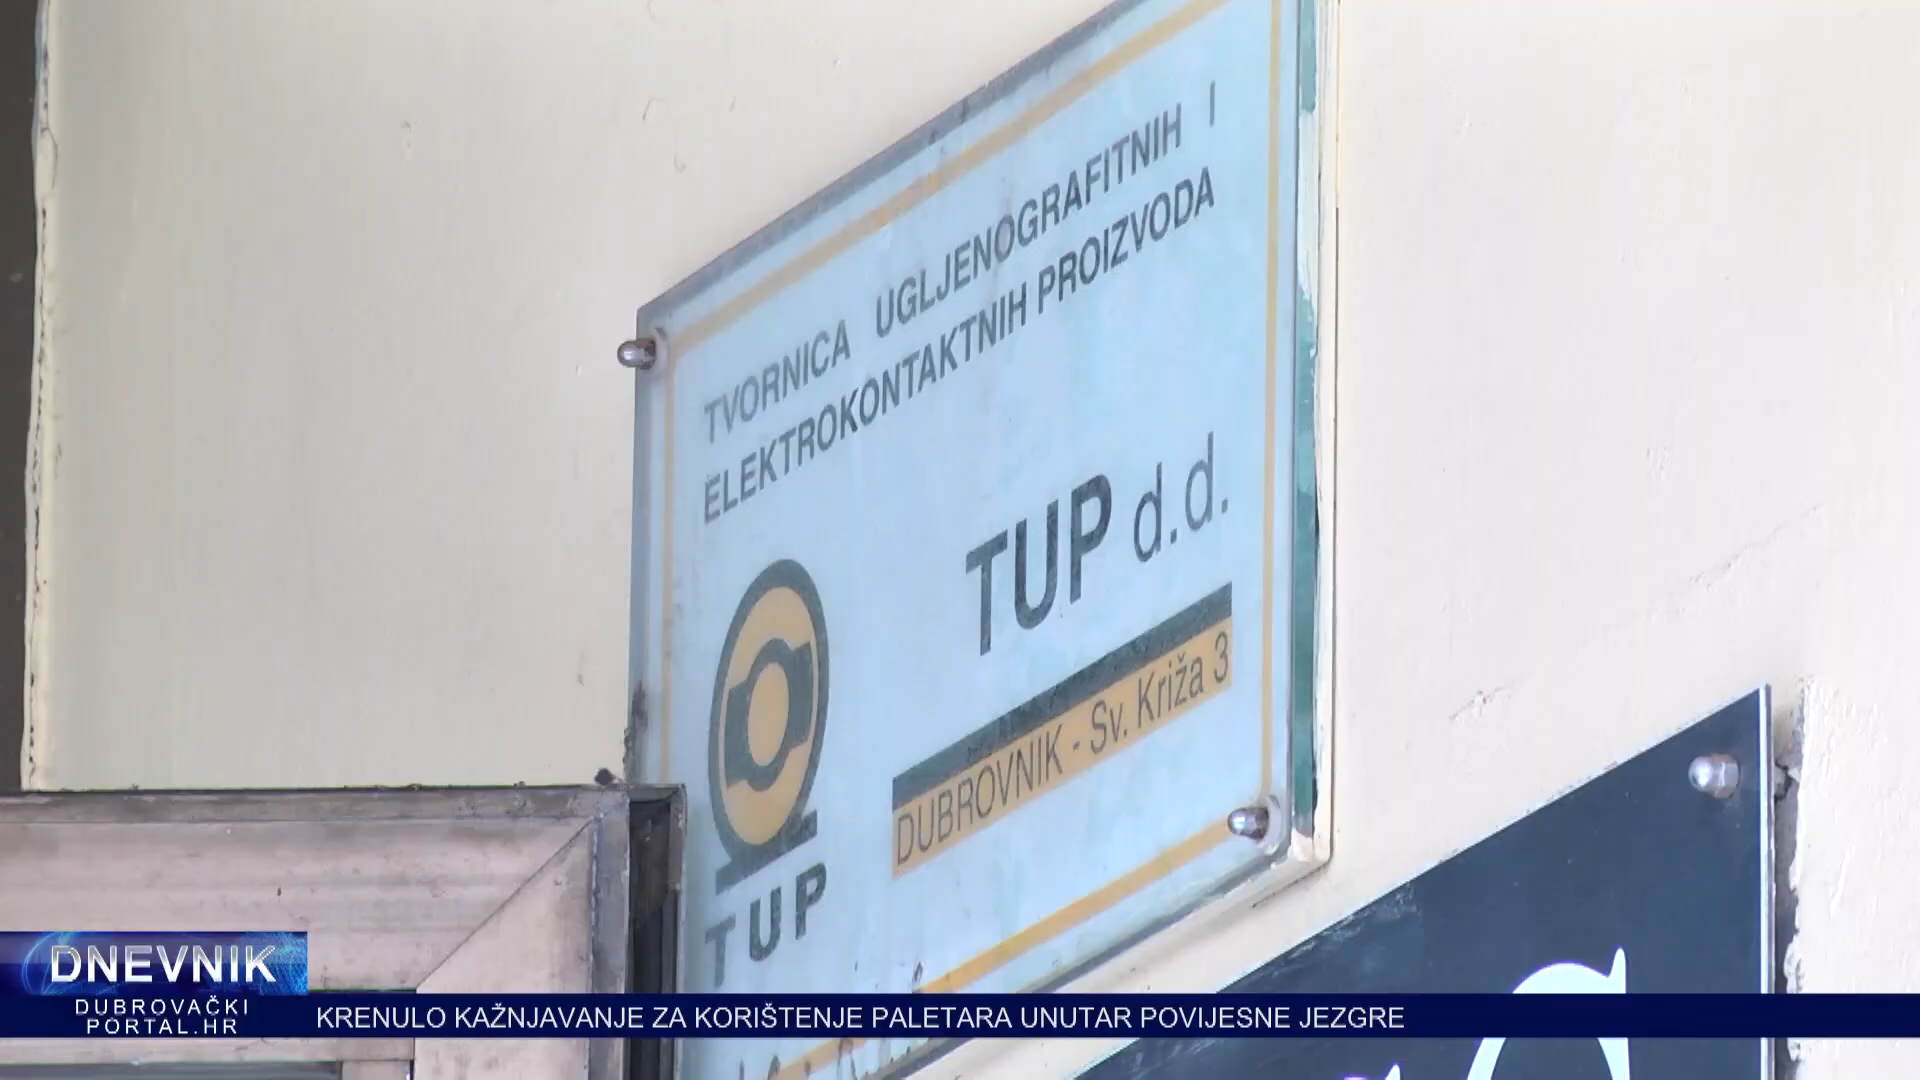 TVORNICA UGLJENOGRAFITNIH I
ELEKTROKONTAKTNIH PROIZVODA
TUP d.d.
DUBROVNIK - Sv. Križa 3
TUP
DNEVNIK
DUBROVAČKI
PORTAL.HR
KRENULO KAŽNJAVANJE ZA KORIŠTENJE PALETARA UNUTAR POVIJESNE JEZGRE